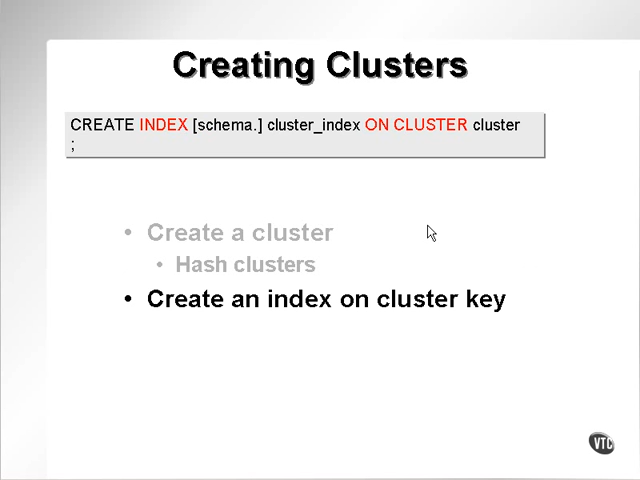 Creating Clusters
CREATE INDEX [schema.] cluster_index ON CLUSTER cluster
;
• Create a cluster
• Hash clusters
• Create an index on cluster key
VTC